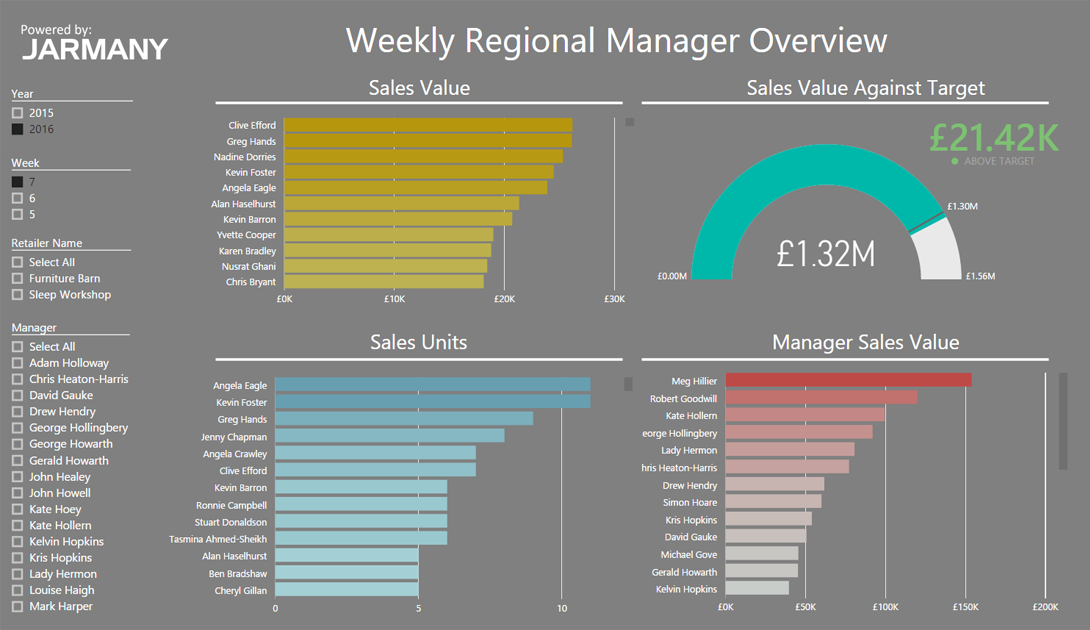 Powered by:
JARMANY
Weekly Regional Manager Overview
Year
2015
2016
Week
7
6
5
Retailer Name
Select All
Furniture Barn
Sleep Workshop
Manager
Select All
Adam Holloway
Chris Heaton-Harris
David Gauke
Drew Hendry
George Hollingbery
George Howarth
Gerald Howarth
John Healey
John Howell
Kate Hoey
Kate Hollern
Kelvin Hopkins
Kris Hopkins
Lady Hermon
Louise Haigh
Mark Harper
Sales Value
Clive Efford
Greg Hands
Nadine Dorries
Kevin Foster
Angela Eagle
Alan Haselhurst
Kevin Barron
Yvette Cooper
Karen Bradley
Nusrat Ghani
Chris Bryant
£0K £10K £20K £30K
Sales Value Against Target
£21.42K
ABOVE TARGET
£1.30M
£1.32M
£0.00M £1.56M
Sales Units
Angela Eagle
Kevin Foster
Greg Hands
Jenny Chapman
Angela Crawley
Clive Efford
Kevin Barron
Ronnie Campbell
Stuart Donaldson
Tasmina Ahmed-Sheikh
Alan Haselhurst
Ben Bradshaw
Cheryl Gillan
0 5 10
Manager Sales Value
Meg Hillier
Robert Goodwill
Kate Hollern
eorge Hollingbery
Lady Hermon
hris Heaton-Harris
Drew Hendry
Simon Hoare
Kris Hopkins
David Gauke
Michael Gove
Gerald Howarth
Kelvin Hopkins
£0K £50K £100K £150K £200K